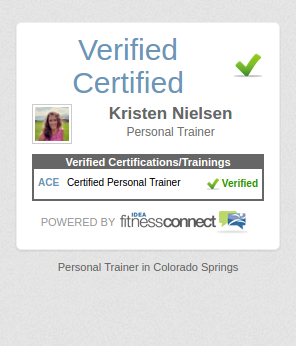 Verified
Certified
Kristen Nielsen
Personal Trainer
Verified Certifications/Trainings
ACE Certified Personal Trainer Verified
POWERED BY IDEA fitnessconnect
Personal Trainer in Colorado Springs